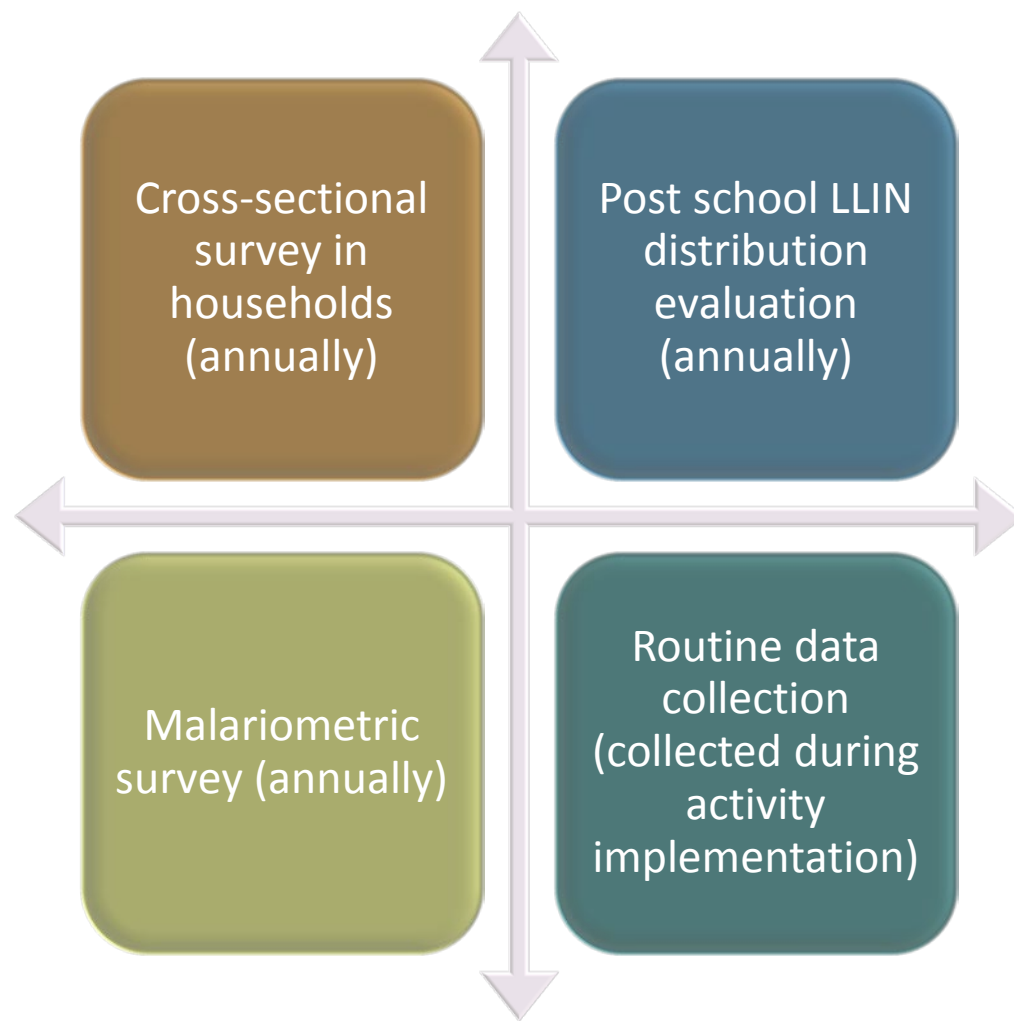 Cross-sectional
survey in
households
(annually)
Post school LLIN
distribution
evaluation
(annually)
Malariometric
survey (annually)
Routine data
collection
(collected during
activity
implementation)